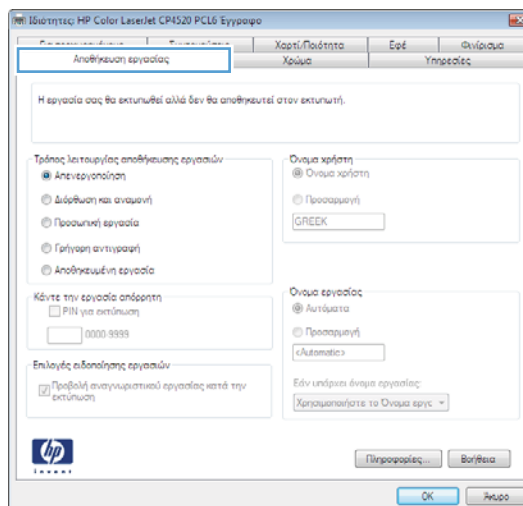 Ιδιότητες: HP Color LaserJet CP4520 PCL6 Έγγραφο
Χαρτί/Ποιότητα Εφέ Φινίρισμα
Αποθήκευση εργασίας Χρώμα Υπηρεσίες
Η εργασία σας θα εκτυπωθεί αλλά δεν θα αποθηκευτεί στον εκτυπωτή.
Τρόπος λειτουργίας αποθήκευσης εργασιών
Απενεργοποίηση
Διόρθωση και αναμονή
Προσωπική εργασία
Γρήγορη αντιγραφή
Αποθηκευμένη εργασία
Όνομα χρήστη
Όνομα χρήστη
Προσαρμογή
GREEK
Κάντε την εργασία απόρρητη
PIN για εκτύπωση
0000-9999
Όνομα εργασίας
Αυτόματα
Προσαρμογή
<Automatic>
Εάν υπάρχει όνομα εργασίας:
Χρησιμοποιήστε το Όνομα εργς
Επιλογές ειδοποίησης εργασιών
Προβολή αναγνωριστικού εργασίας κατά την
εκτύπωση
hp
invent
Πληροφορίες... Βοήθεια
OK Άκυρο